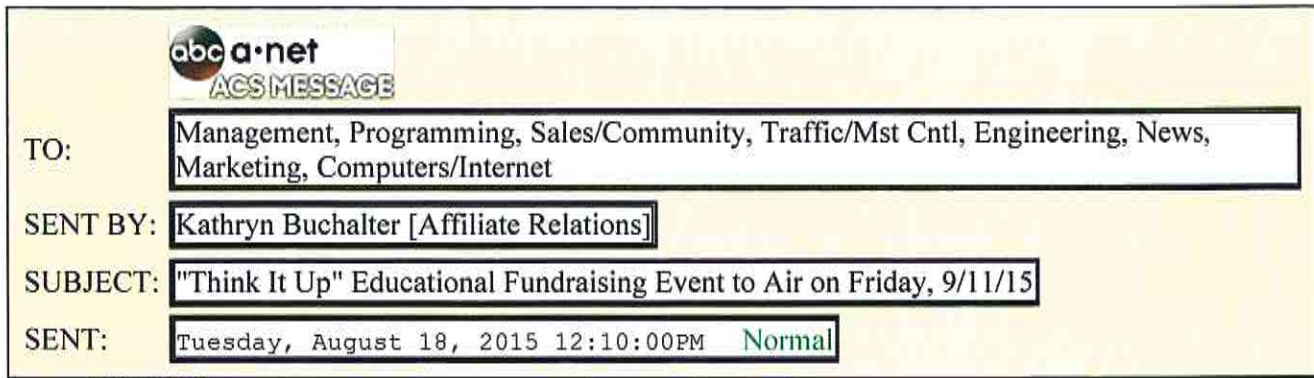 abc a•net
ACS MESSAGE
TO: Management, Programming, Sales/Community, Traffic/Mst Cntl, Engineering, News,
Marketing, Computers/Internet
SENT BY: Kathryn Buchalter [Affiliate Relations]
SUBJECT: "Think It Up" Educational Fundraising Event to Air on Friday, 9/11/15
SENT: Tuesday, August 18, 2015 12:10:00PM Normal